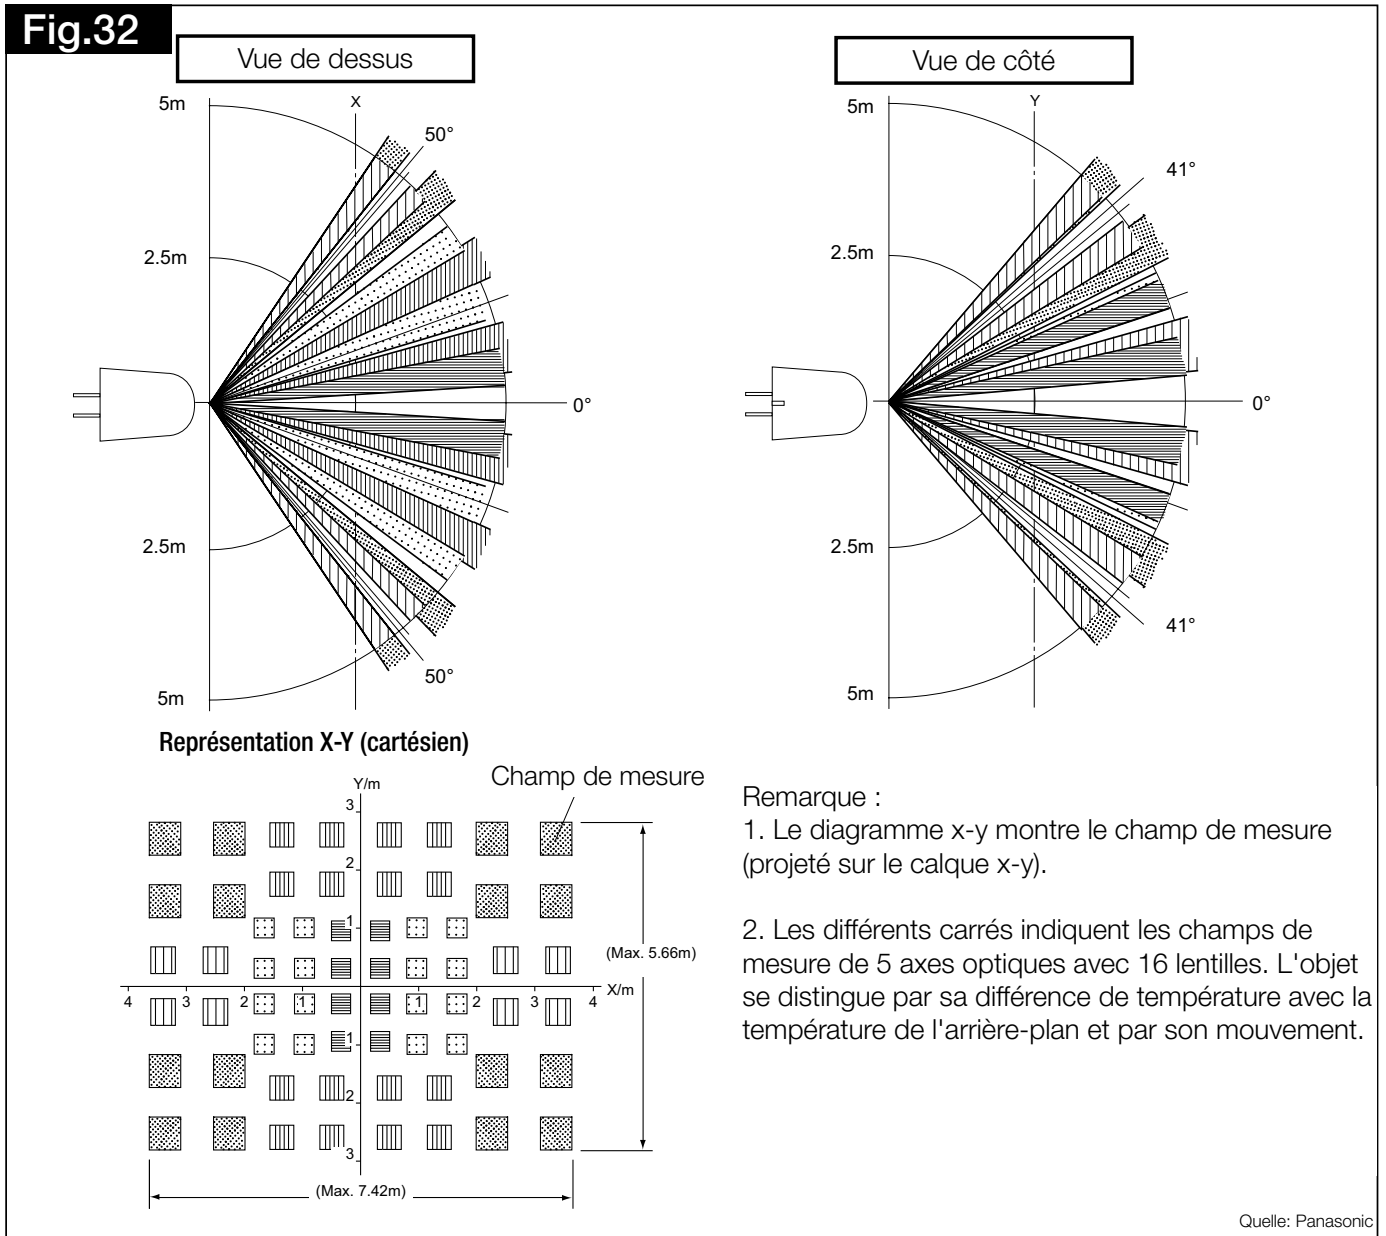 Fig.32
Vue de dessus
5m
X
50°
2.5m
0°
2.5m
50°
5m
Vue de côté
5m
Y
41°
2.5m
0°
2.5m
41°
5m
Représentation X-Y (cartésien)
Champ de mesure
Y/m
3
2
1
(Max. 5.66m)
X/m
4 3 2 1 1 2 3 4
1
2
3
(Max. 7.42m)
Remarque :
1. Le diagramme x-y montre le champ de mesure
(projeté sur le calque x-y).
2. Les différents carrés indiquent les champs de
mesure de 5 axes optiques avec 16 lentilles. L'objet
se distingue par sa différence de température avec la
température de l'arrière-plan et par son mouvement.
Quelle: Panasonic